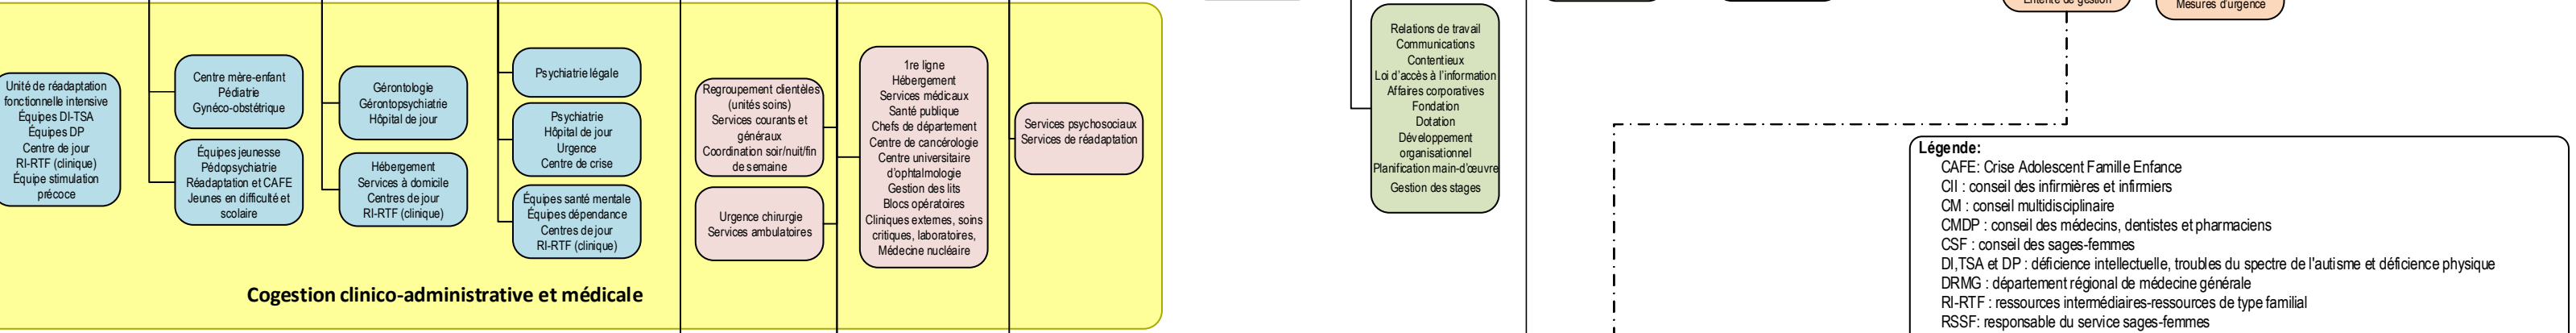 Unité de réadaptation
fonctionnelle intensive
Équipes DI-TSA
Équipes DP
Centre de jour
RI-RTF (clinique)
Équipe stimulation
précoce
Centre mère-enfant
Pédiatrie
Gynéco-obstétrique
Équipes jeunesse
Pédopsychiatrie
Réadaptation et CAFE
Jeunes en difficulté et
scolaire
Gérontologie
Gérontopsychiatrie
Hôpital de jour
Hébergement
Services à domicile
Centres de jour
RI-RTF (clinique)
Psychiatrie légale
Psychiatrie
Hôpital de jour
Urgence
Centre de crise
Équipes santé mentale
Équipes dépendance
Centres de jour
RI-RTF (clinique)
Regroupement clientèles
(unités soins)
Services courants et
généraux
Coordination soir/nuit/fin
de semaine
Urgence chirurgie
Services ambulatoires
1re ligne
Hébergement
Services médicaux
Santé publique
Chefs de département
Centre de cancérologie
Centre universitaire
d'ophtalmologie
Gestion des lits
Blocs opératoires
Cliniques externes, soins
critiques, laboratoires,
Médecine nucléaire
Services psychosociaux
Services de réadaptation
Cogestion clinico-administrative et médicale
Relations de travail
Communications
Contentieux
Loi d'accès à l'information
Affaires corporatives
Fondation
Dotation
Développement
organisationnel
Planification main-d'œuvre
Gestion des stages
Entente de gestion
Mesures d'urgence
Légende:
CAFE: Crise Adolescent Famille Enfance
CII : conseil des infirmières et infirmiers
CM : conseil multidisciplinaire
CMDP : conseil des médecins, dentistes et pharmaciens
CSF : conseil des sages-femmes
DI,TSA et DP : déficience intellectuelle, troubles du spectre de l'autisme et déficience physique
DRMG : département régional de médecine générale
RI-RTF : ressources intermédiaires-ressources de type familial
RSSF: responsable du service sages-femmes